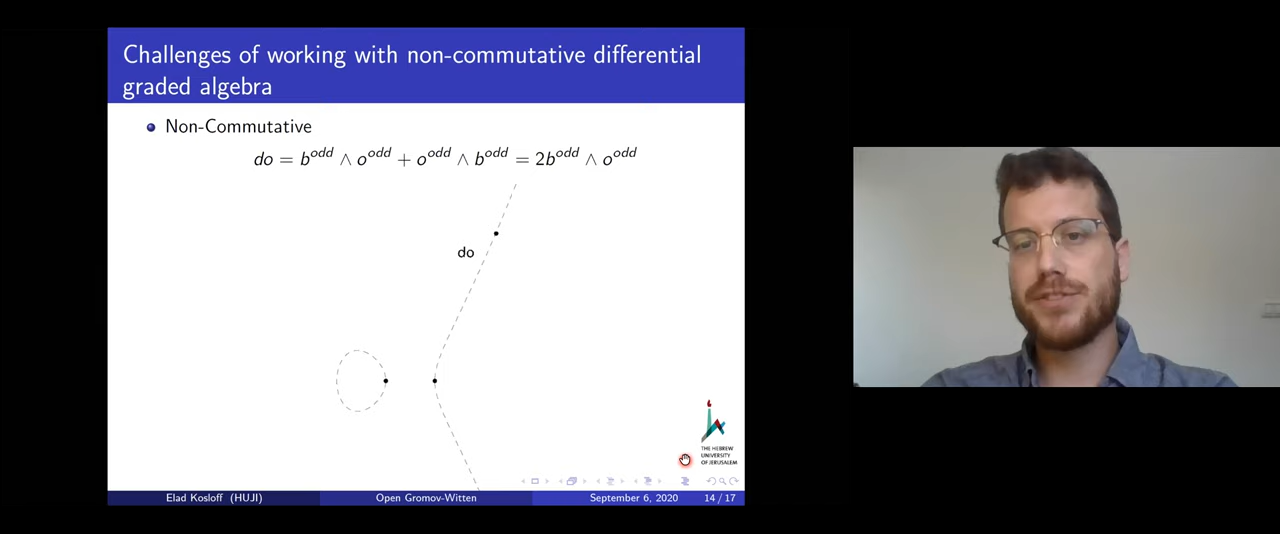 Challenges of working with non-commutative differential
graded algebra
Non-Commutative
do = b^odd ∧ o^odd + o^odd ∧ b^odd = 2b^odd ∧ o^odd
do
THE HEBREW
UNIVERSITY
OF JERUSALEM
Elad Kosloff (HUJI) Open Gromov-Witten September 6, 2020 14 / 17